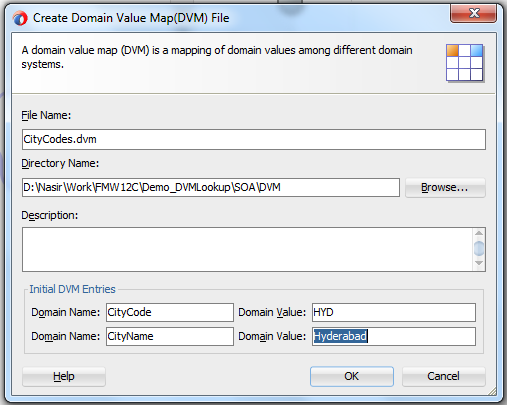 Create Domain Value Map(DVM) File
A domain value map (DVM) is a mapping of domain values among different domain
systems.
File Name:
CityCodes.dvm
Directory Name:
D:\Nasir\Work\FMW12C\Demo_DVMLookup\SOA\DVM Browse...
Description:
Initial DVM Entries
Domain Name: CityCode Domain Value: HYD
Domain Name: CityName Domain Value: Hyderabad
Help OK Cancel